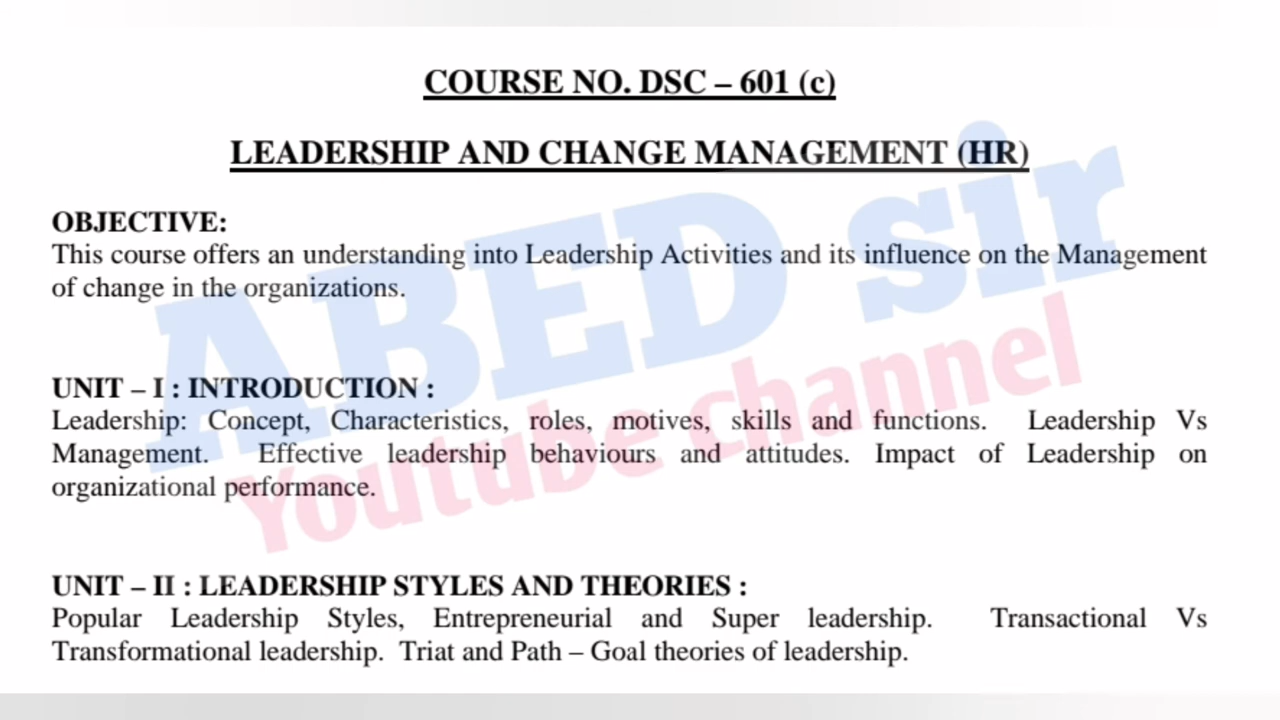 COURSE NO. DSC – 601 (c)
LEADERSHIP AND CHANGE MANAGEMENT (HR)
OBJECTIVE:
This course offers an understanding into Leadership Activities and its influence on the Management
of change in the organizations.
UNIT – I : INTRODUCTION :
Leadership: Concept, Characteristics, roles, motives, skills and functions. Leadership Vs
Management. Effective leadership behaviours and attitudes. Impact of Leadership on
organizational performance.
UNIT – II : LEADERSHIP STYLES AND THEORIES :
Popular Leadership Styles, Entrepreneurial and Super leadership. Transactional Vs
Transformational leadership. Triat and Path – Goal theories of leadership.
ABED sir
Youtube channel